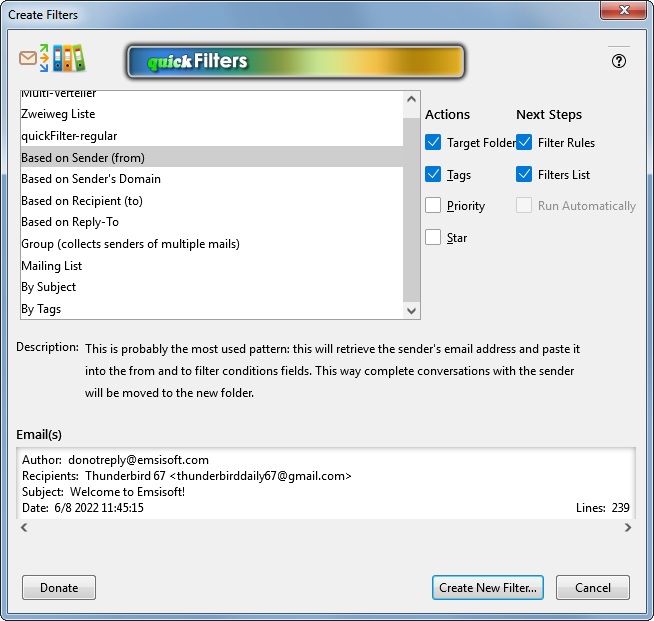 Create Filters
quickFilters
Multi-Verteiler
Zweiweg Liste
quickFilter-regular
Based on Sender (from)
Based on Sender's Domain
Based on Recipient (to)
Based on Reply-To
Group (collects senders of multiple mails)
Mailing List
By Subject
By Tags
Actions
Target Folder
Tags
Priority
Star
Next Steps
Filter Rules
Filters List
Run Automatically
Description: This is probably the most used pattern: this will retrieve the sender's email address and paste it
into the from and to filter conditions fields. This way complete conversations with the sender
will be moved to the new folder.
Email(s)
Author: donotreply@emsisoft.com
Recipients: Thunderbird 67 <thunderbirddaily67@gmail.com>
Subject: Welcome to Emsisoft!
Date: 6/8 2022 11:45:15 Lines: 239
Donate
Create New Filter...
Cancel